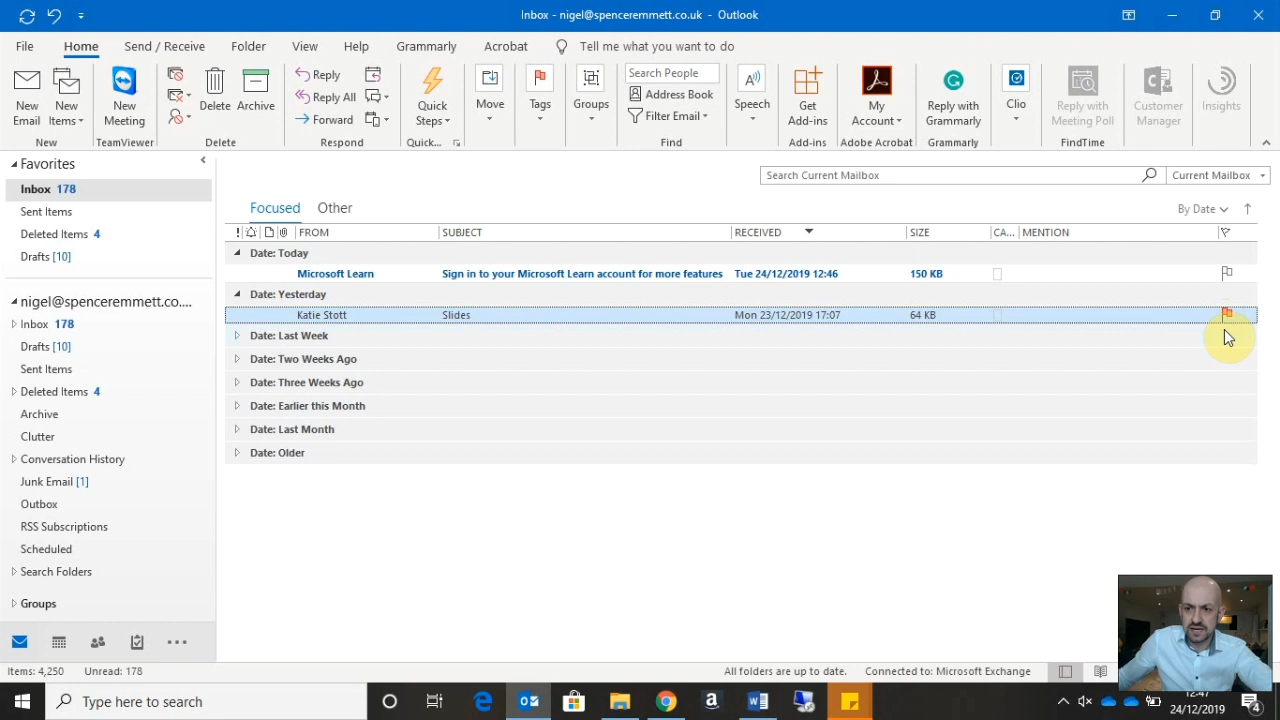 Inbox - nigel@spenceremmett.co.uk - Outlook
File Home Send / Receive Folder View Help Grammarly Acrobat Tell me what you want to do
New Email
New Items
New
New Meeting
TeamViewer
Delete
Archive
Delete
Reply
Reply All
Forward
Respond
Quick Steps
Quick...
Move
Tags
Groups
Search People
Address Book
Filter Email
Find
Speech
Get Add-ins
Add-ins
My Account
Adobe Acrobat
Reply with Grammarly
Grammarly
Clio
Reply with Meeting Poll
FindTime
Customer Manager
Insights
Favorites
Inbox 178
Sent Items
Deleted Items 4
Drafts [10]
nigel@spenceremmett.co....
Inbox 178
Drafts [10]
Sent Items
Deleted Items 4
Archive
Clutter
Conversation History
Junk Email [1]
Outbox
RSS Subscriptions
Scheduled
Search Folders
Groups
Search Current Mailbox Current Mailbox
Focused Other By Date
! FROM SUBJECT RECEIVED SIZE CA... MENTION
Date: Today
Microsoft Learn Sign in to your Microsoft Learn account for more features Tue 24/12/2019 12:46 150 KB
Date: Yesterday
Katie Stott Slides Mon 23/12/2019 17:07 64 KB
Date: Last Week
Date: Two Weeks Ago
Date: Three Weeks Ago
Date: Earlier this Month
Date: Last Month
Date: Older
Items: 4,250 Unread: 178 All folders are up to date. Connected to: Microsoft Exchange
Type here to search
12:47
24/12/2019
4